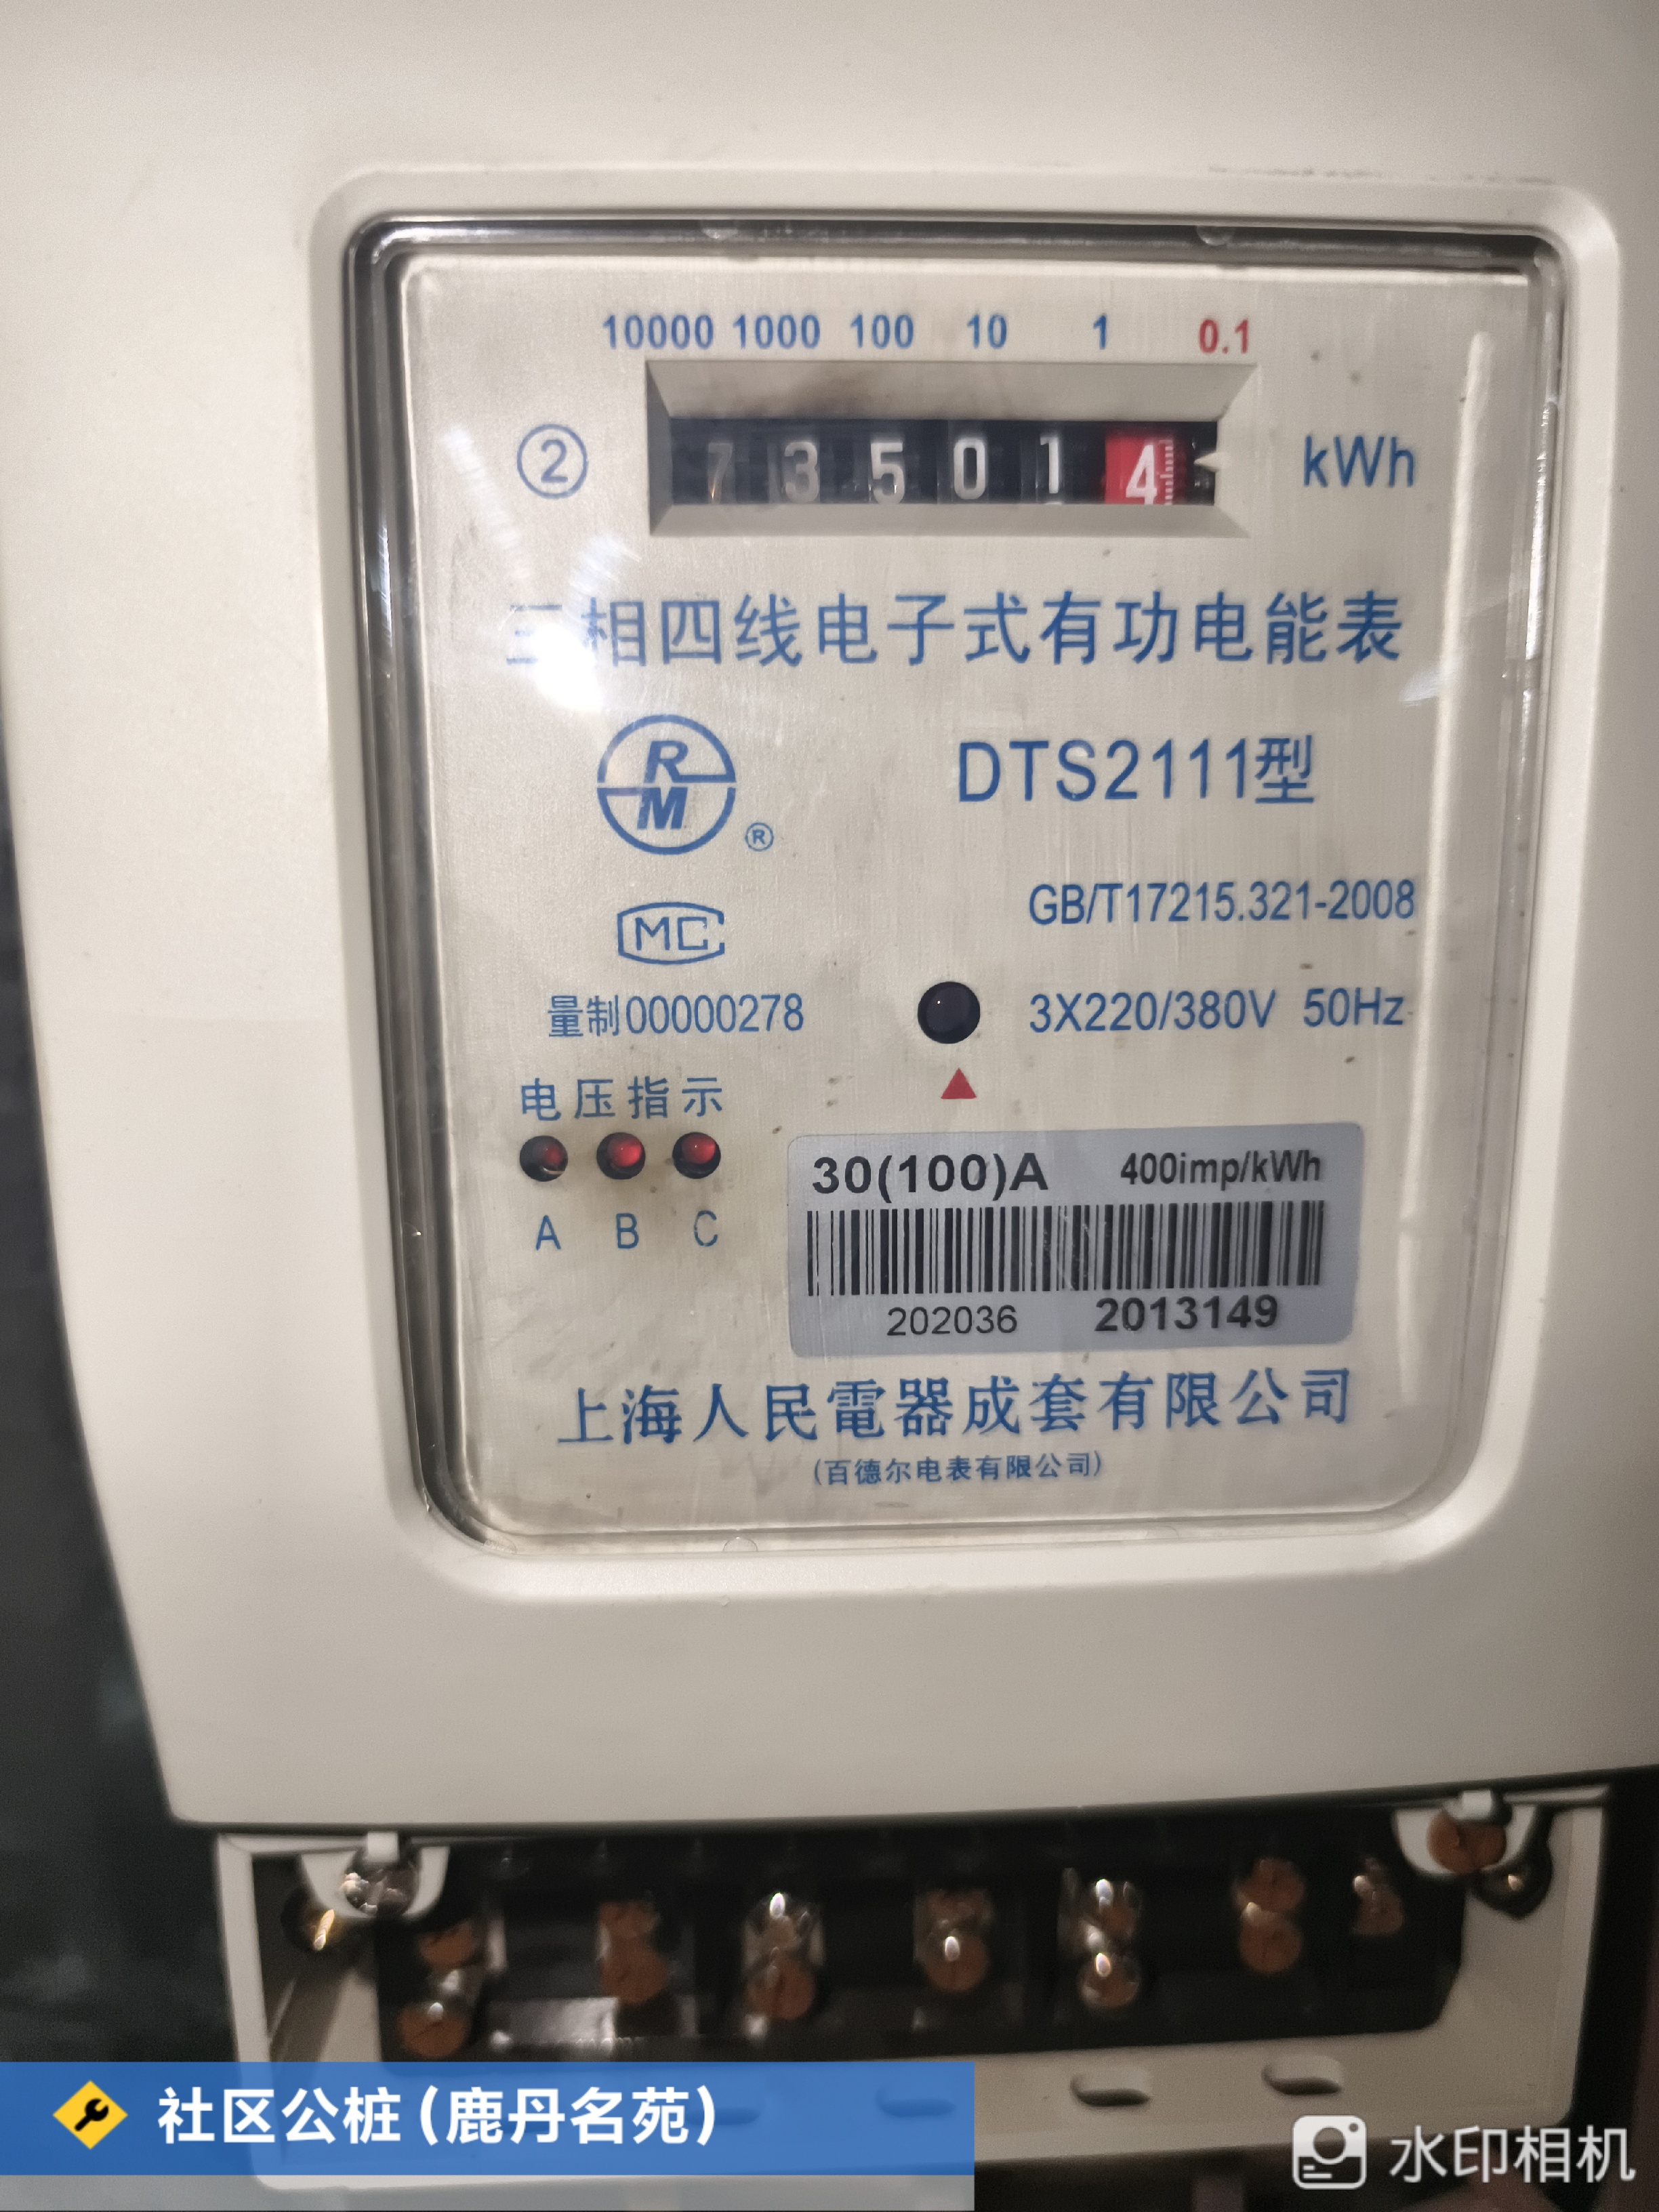 10000 1000 100 10 1 0.1
② 7 3 5 0 1 4 kWh
三相四线电子式有功电能表
RM ® DTS2111型
MC GB/T17215.321-2008
量制00000278 3X220/380V 50Hz
电压指示
A B C
30(100)A 400imp/kWh
202036 2013149
上海人民電器成套有限公司
(百德尔电表有限公司)
社区公桩(鹿丹名苑)
水印相机